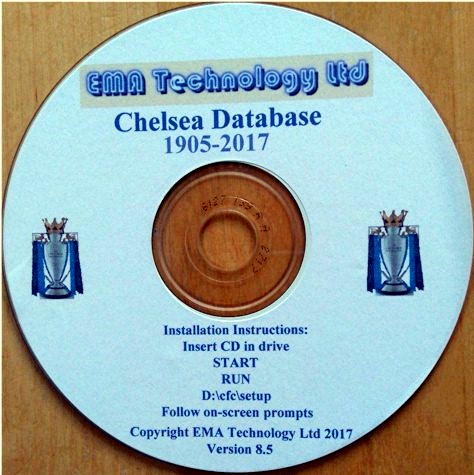 EMA Technology Ltd
Chelsea Database
1905-2017
Installation Instructions:
Insert CD in drive
START
RUN
D:\cfc\setup
Follow on-screen prompts
Copyright EMA Technology Ltd 2017
Version 8.5